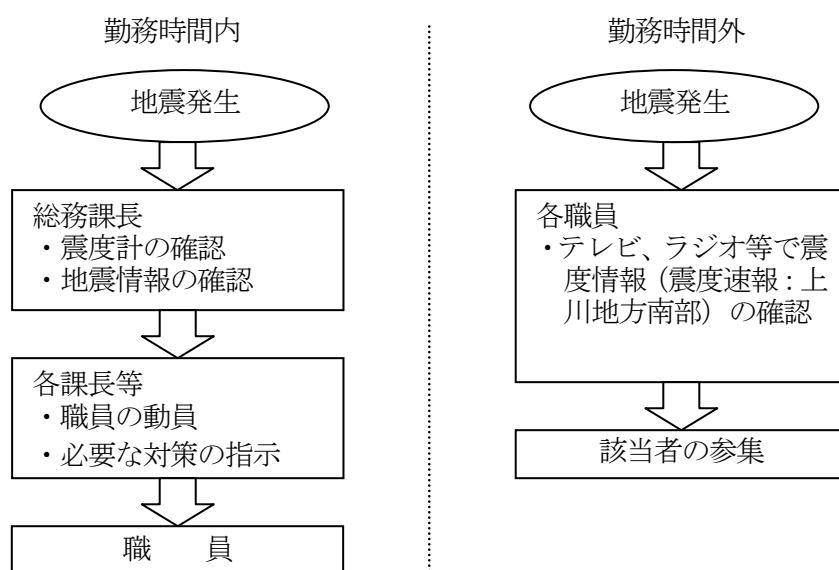 勤務時間内
地震発生
総務課長
・震度計の確認
・地震情報の確認
各課長等
・職員の動員
・必要な対策の指示
職　　員
勤務時間外
地震発生
各職員
・テレビ、ラジオ等で震
度情報（震度速報：上
川地方南部）の確認
該当者の参集